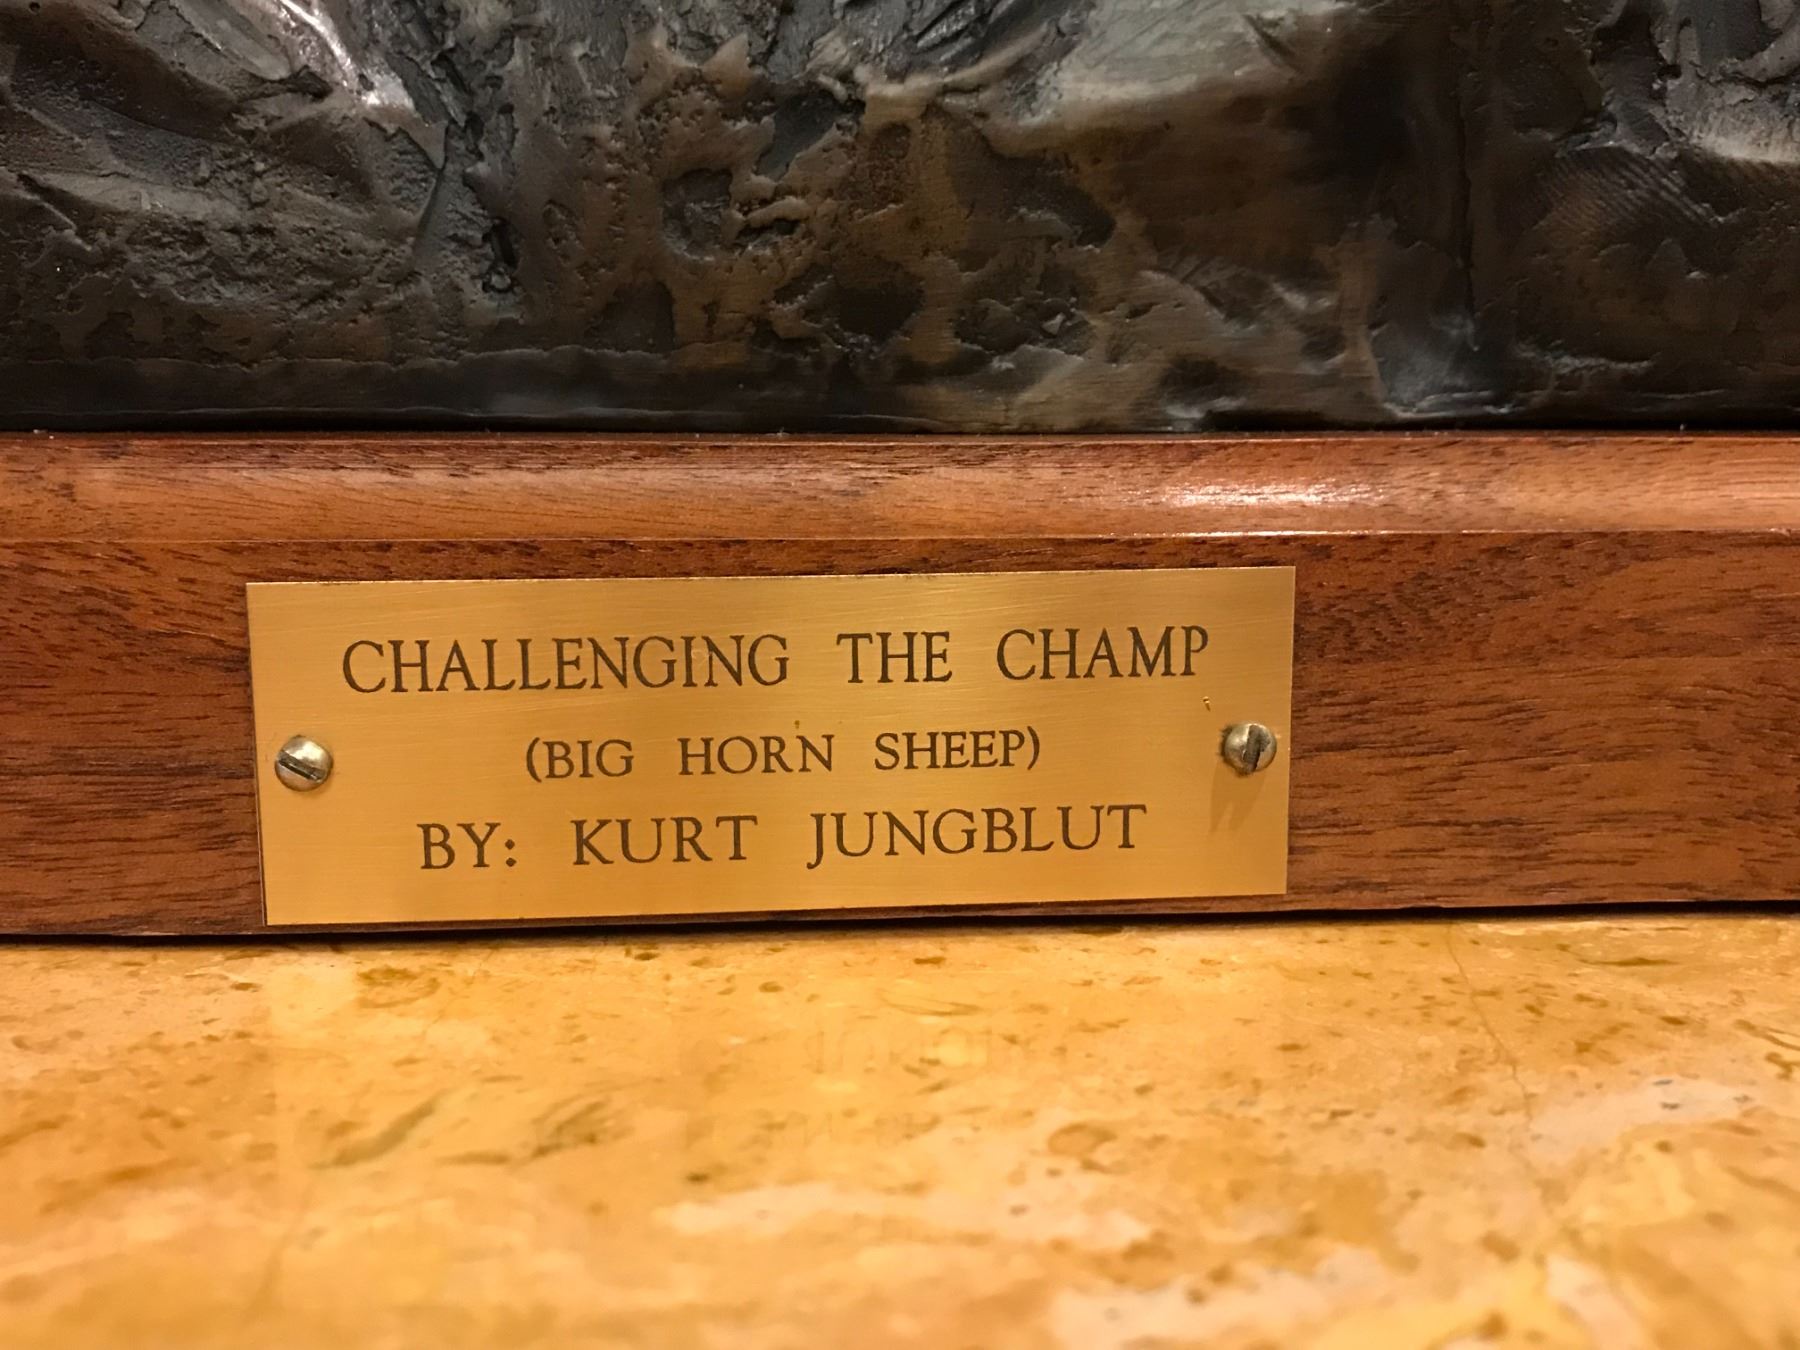 CHALLENGING THE CHAMP
(BIG HORN SHEEP)
BY: KURT JUNGBLUT